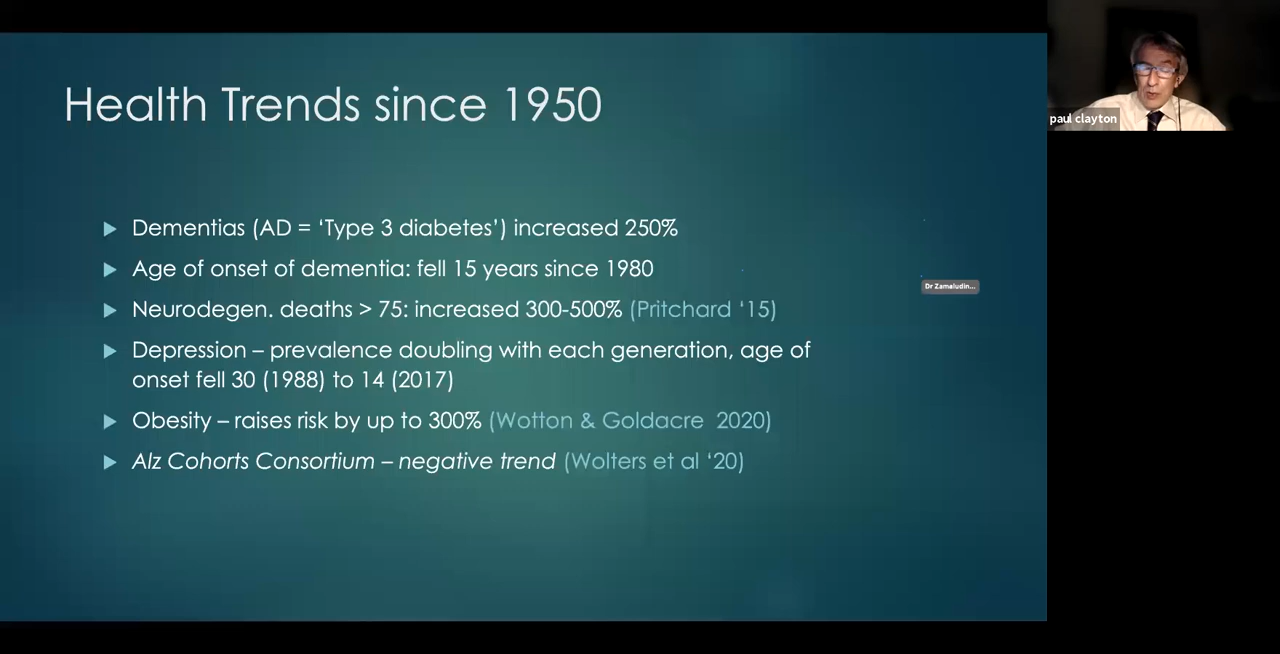 Health Trends since 1950
Dementias (AD = ‘Type 3 diabetes’) increased 250%
Age of onset of dementia: fell 15 years since 1980
Neurodegen. deaths > 75: increased 300-500% (Pritchard ‘15)
Depression – prevalence doubling with each generation, age of
onset fell 30 (1988) to 14 (2017)
Obesity – raises risk by up to 300% (Wotton & Goldacre 2020)
Alz Cohorts Consortium – negative trend (Wolters et al ‘20)
paul clayton
Dr Zamaludin...